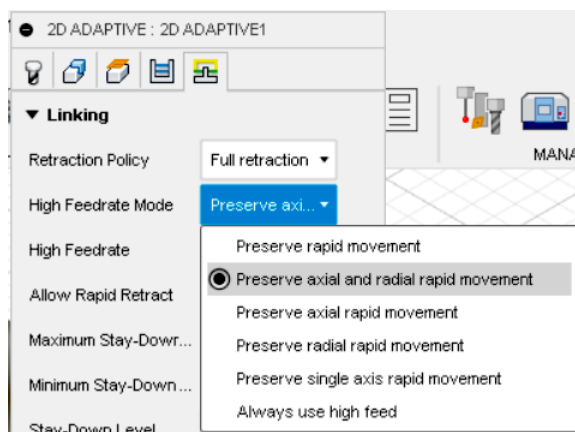 2D ADAPTIVE : 2D ADAPTIVE1
Linking
Retraction Policy
Full retraction
High Feedrate Mode
Preserve axi...
High Feedrate
Preserve rapid movement
Preserve axial and radial rapid movement
Allow Rapid Retract
Preserve axial rapid movement
Maximum Stay-Dowr...
Preserve radial rapid movement
Minimum Stay-Down ...
Preserve single axis rapid movement
Stay-Down Level
Always use high feed
MANA